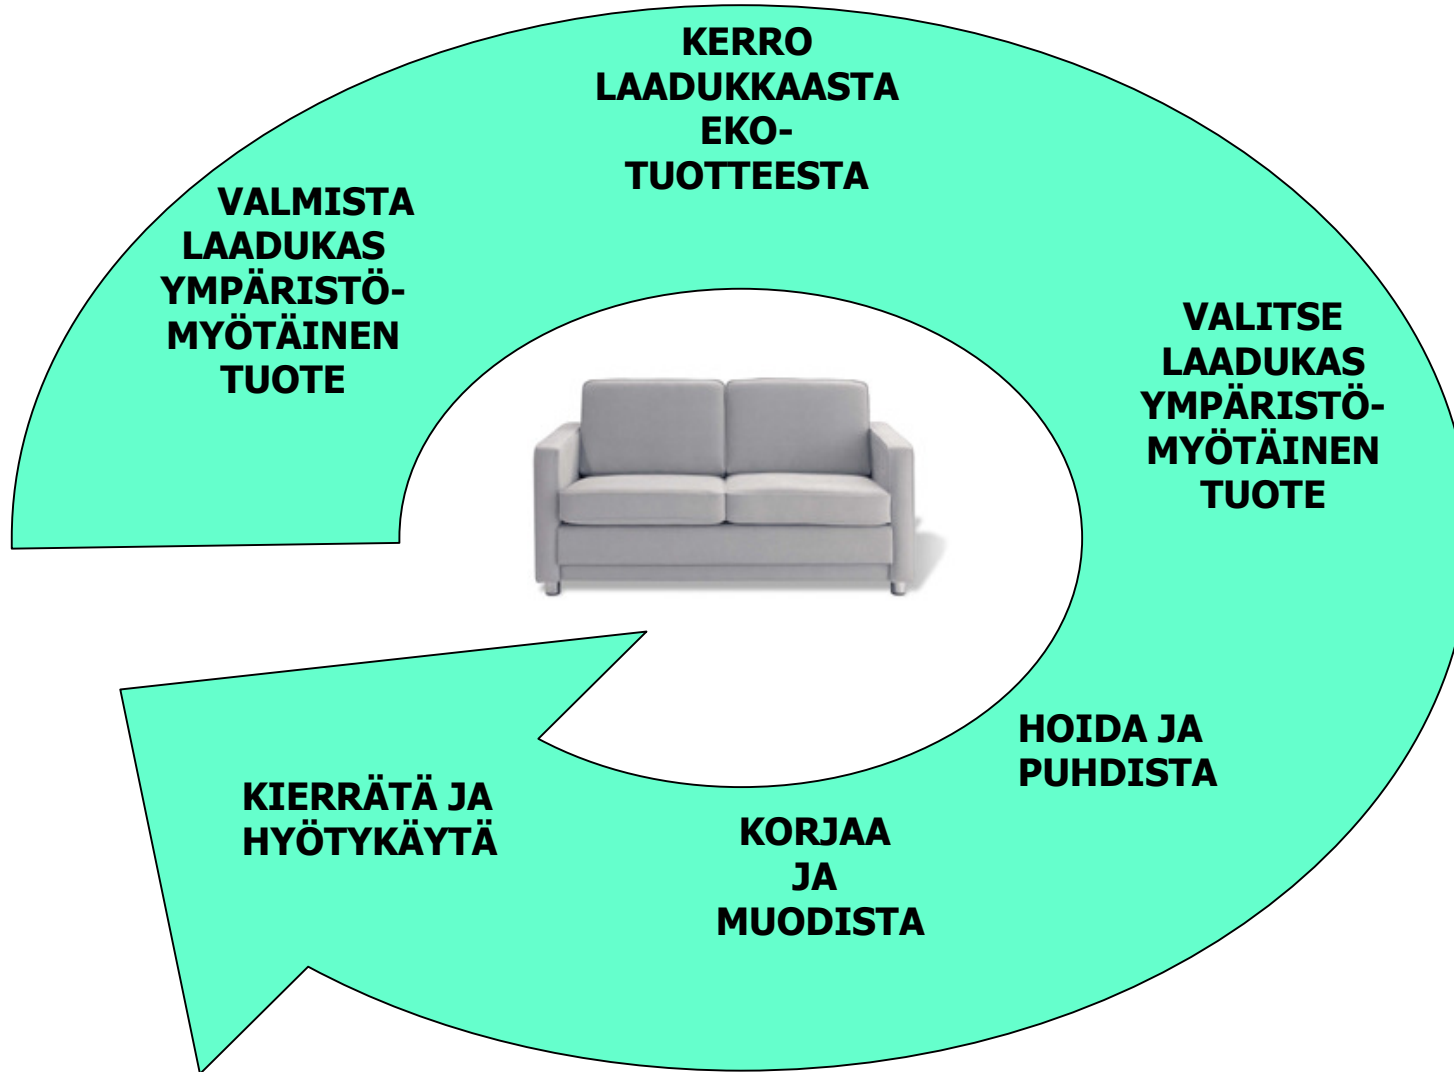 KERRO
LAADUKKAASTA
EKO-
TUOTTEESTA
VALMISTA
LAADUKAS
YMPÄRISTÖ-
MYÖTÄINEN
TUOTE
VALITSE
LAADUKAS
YMPÄRISTÖ-
MYÖTÄINEN
TUOTE
HOIDA JA
PUHDISTA
KORJAA
JA
MUODISTA
KIERRÄTÄ JA
HYÖTYKÄYTÄ